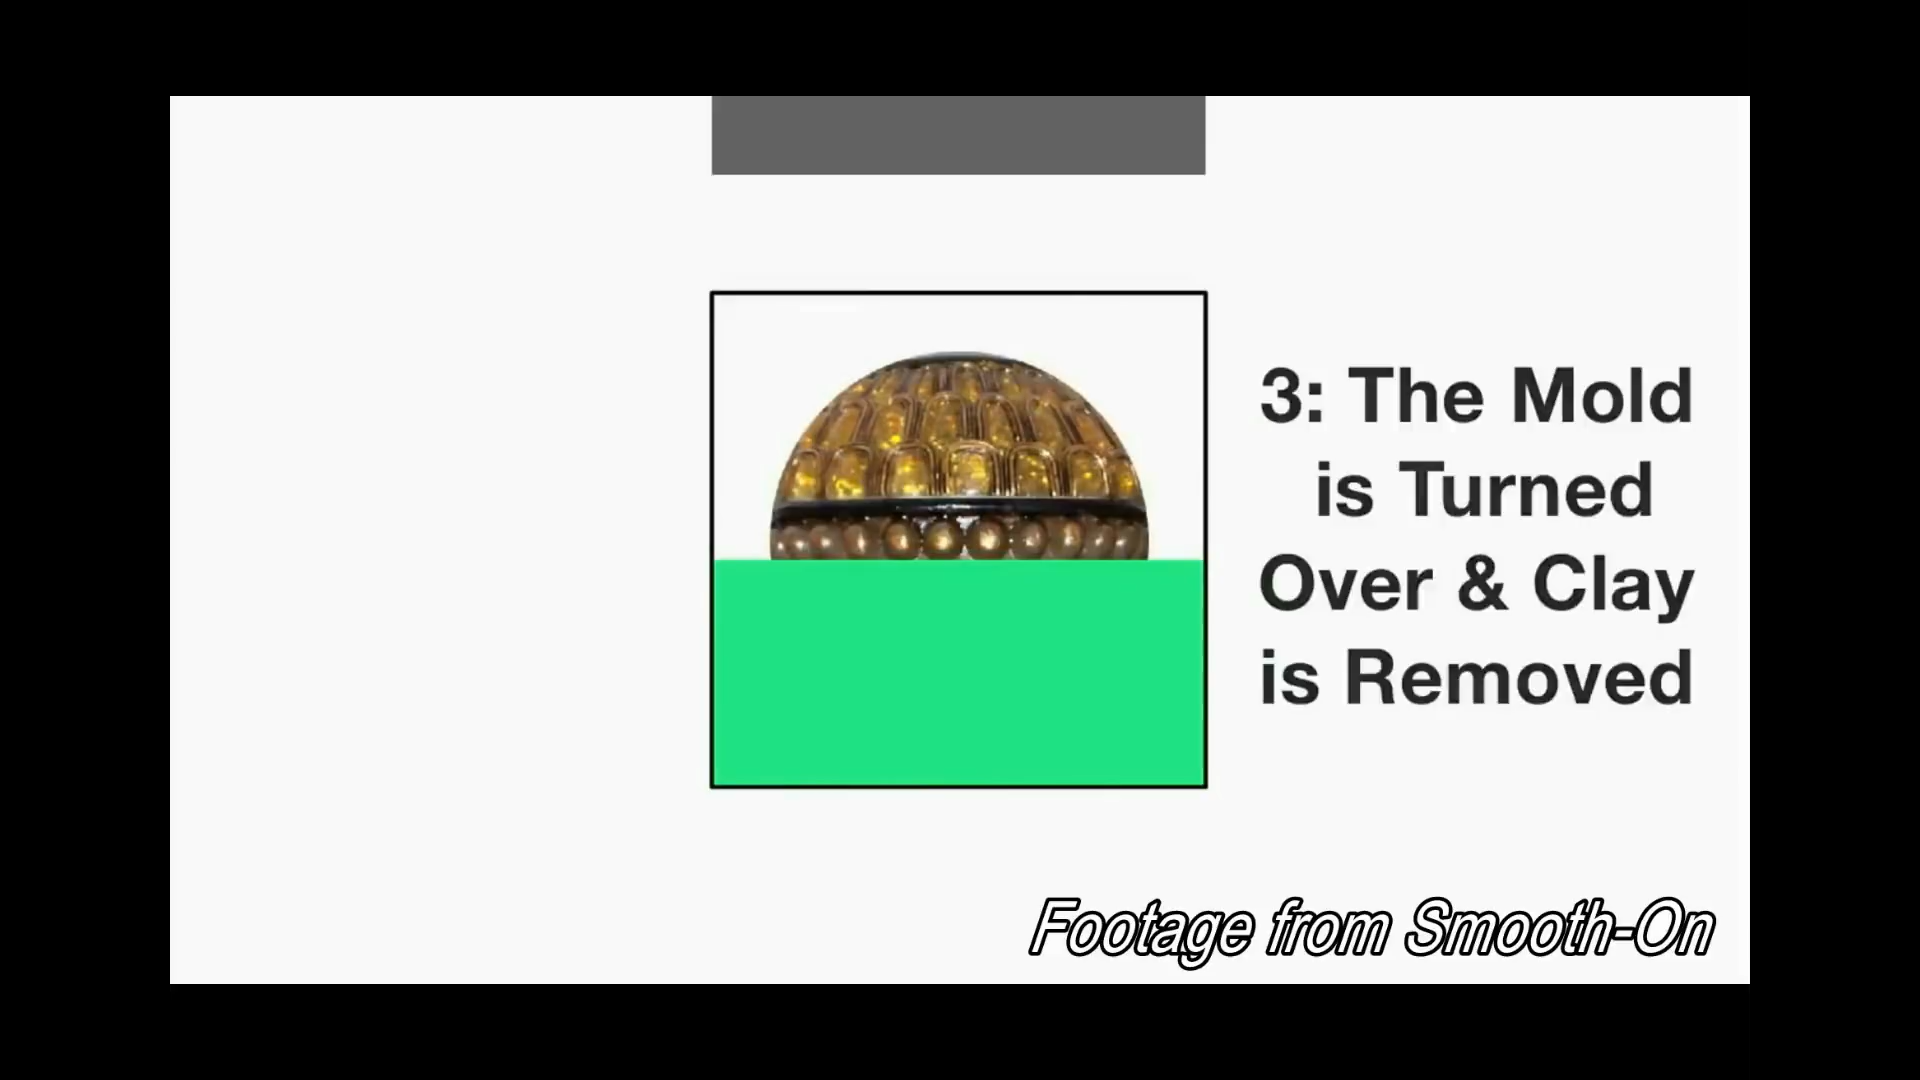 3: The Mold
is Turned
Over & Clay
is Removed
Footage from Smooth-On